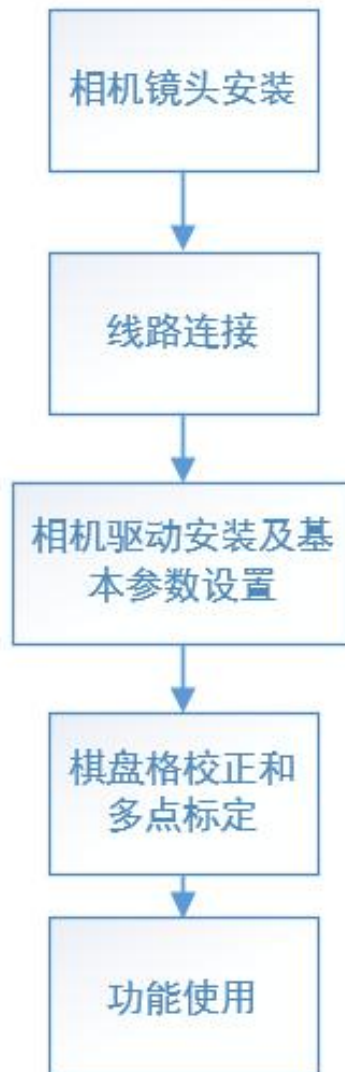 相机镜头安装
线路连接
相机驱动安装及基
本参数设置
棋盘格校正和
多点标定
功能使用